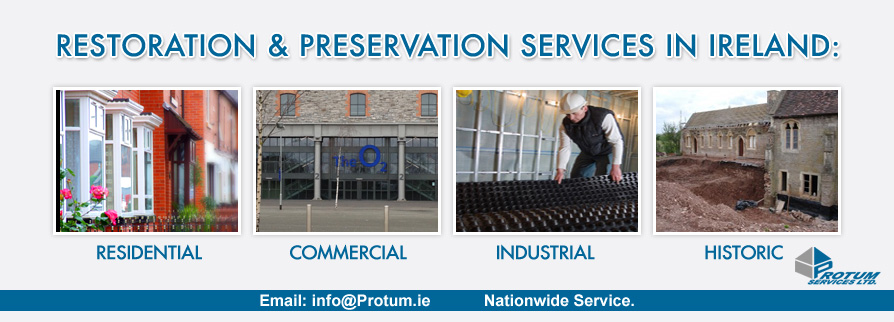 RESTORATION & PRESERVATION SERVICES IN IRELAND:
The O2
RESIDENTIAL
COMMERCIAL
INDUSTRIAL
HISTORIC
PROTUM
SERVICES LTD.
Email: info@Protum.ie
Nationwide Service.